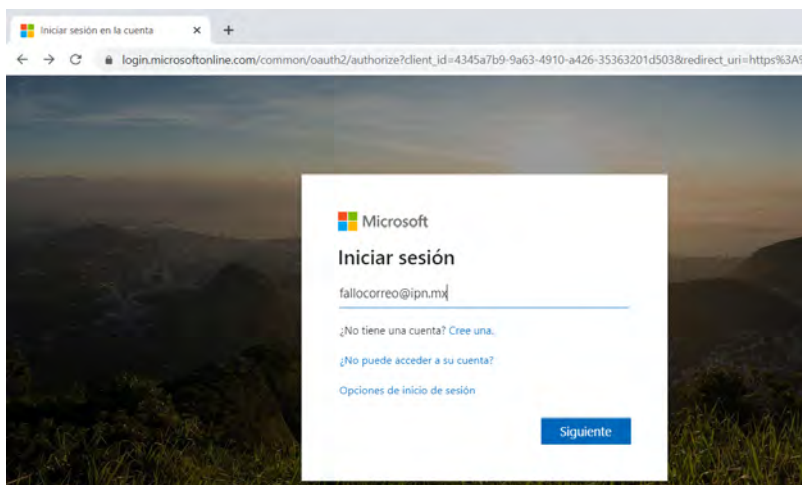 Iniciar sesión en la cuenta
login.microsoftonline.com/common/oauth2/authorize?client_id=4345a7b9-9a63-4910-a426-35363201d503&redirect_uri=https%3A%
Microsoft
Iniciar sesión
fallocorreo@ipn.mx
¿No tiene una cuenta? Cree una.
¿No puede acceder a su cuenta?
Opciones de inicio de sesión
Siguiente